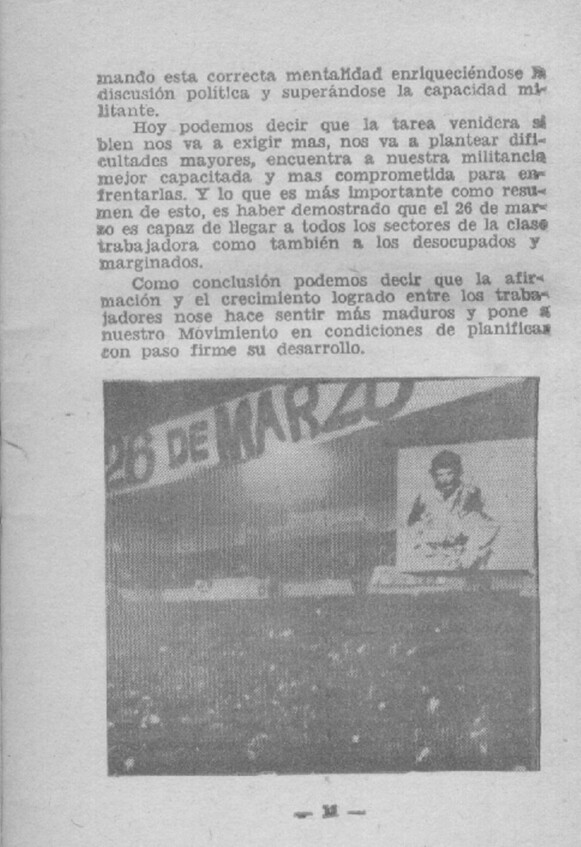 mando esta correcta mentalidad enriqueciéndose la
discusión política y superándose la capacidad mi-
litante.
Hoy podemos decir que la tarea venidera si
bien nos va a exigir mas, nos va a plantear difi-
cultades mayores, encuentra a nuestra militancia
mejor capacitada y mas comprometida para en-
frentarlas. Y lo que es más importante como resu-
men de esto, es haber demostrado que el 26 de mar-
zo es capaz de llegar a todos los sectores de la clase
trabajadora como también a los desocupados y
marginados.
Como conclusión podemos decir que la afir-
mación y el crecimiento logrado entre los traba-
jadores nose hace sentir más maduros y pone a
nuestro Movimiento en condiciones de planificar
con paso firme su desarrollo.
26 DE MARZO